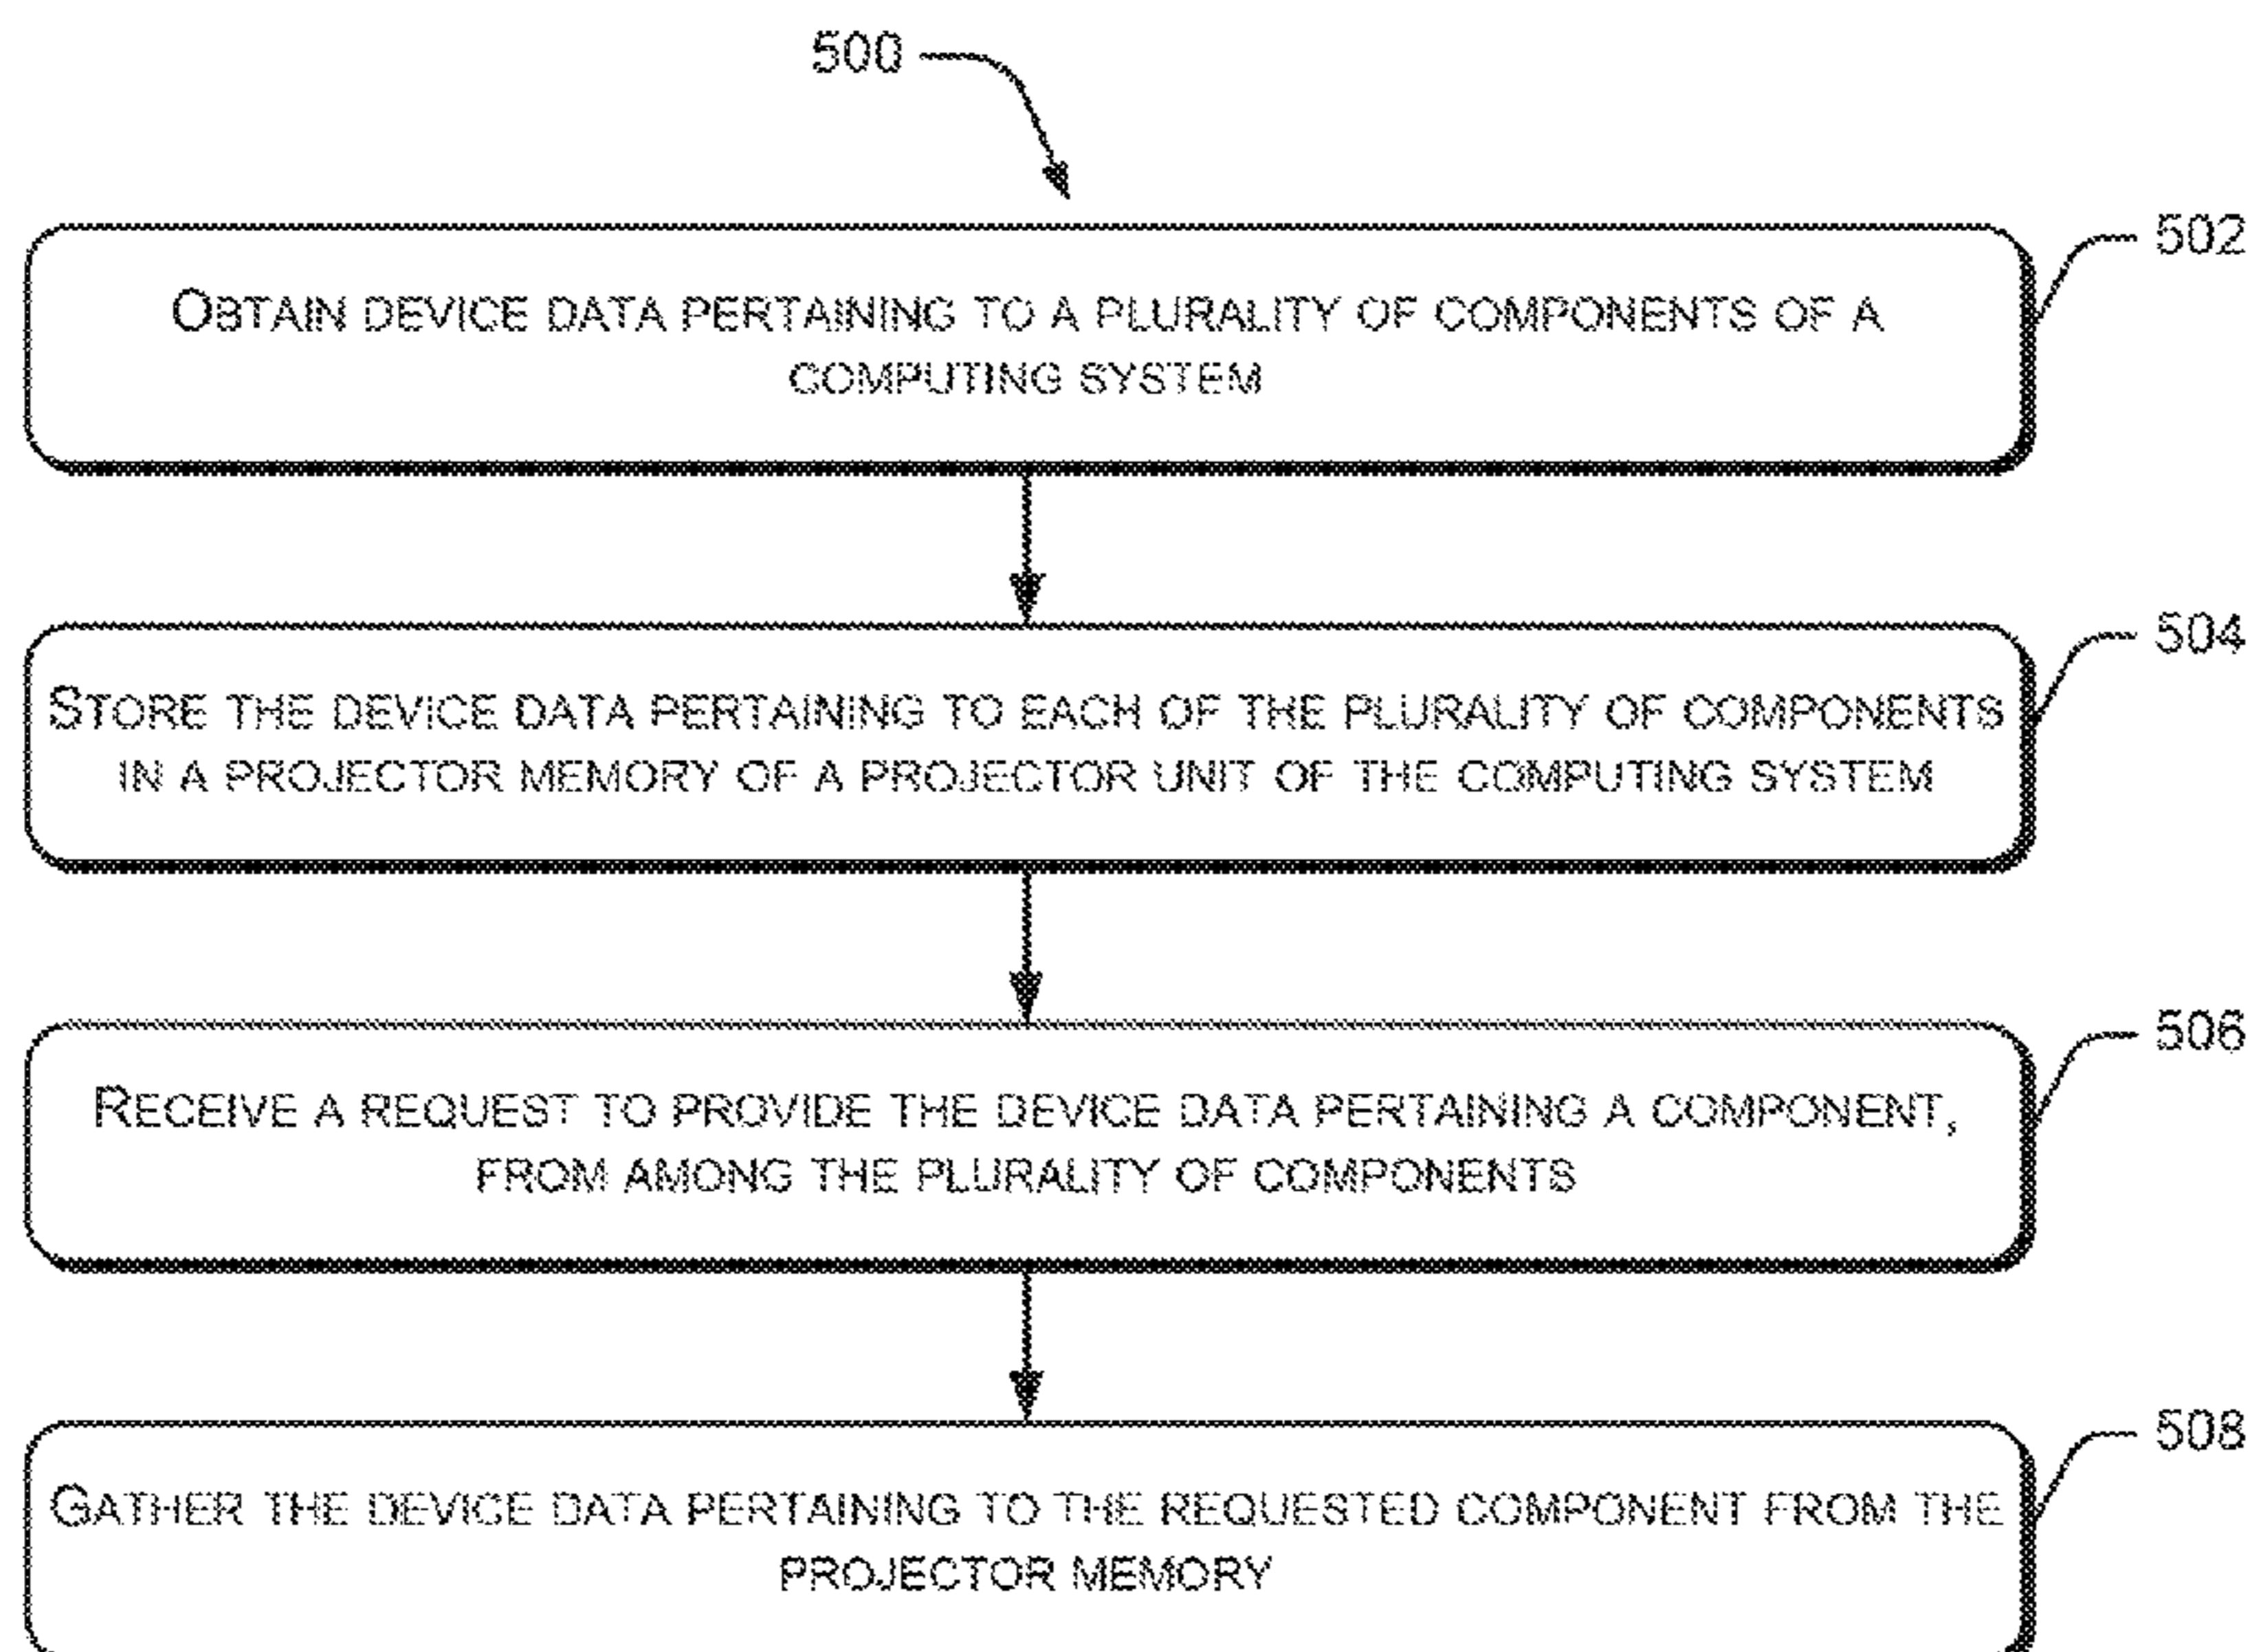 500
502
OBTAIN DEVICE DATA PERTAINING TO A PLURALITY OF COMPONENTS OF A
COMPUTING SYSTEM
504
STORE THE DEVICE DATA PERTAINING TO EACH OF THE PLURALITY OF COMPONENTS
IN A PROJECTOR MEMORY OF A PROJECTOR UNIT OF THE COMPUTING SYSTEM
506
RECEIVE A REQUEST TO PROVIDE THE DEVICE DATA PERTAINING A COMPONENT,
FROM AMONG THE PLURALITY OF COMPONENTS
508
GATHER THE DEVICE DATA PERTAINING TO THE REQUESTED COMPONENT FROM THE
PROJECTOR MEMORY